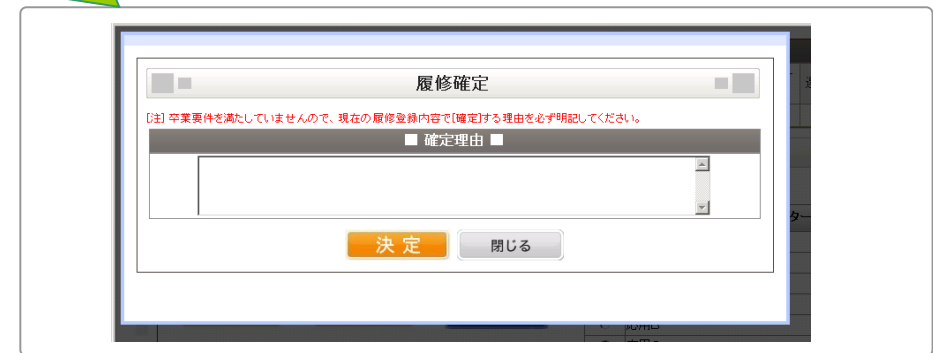 履修確定
[注] 卒業要件を満たしていませんので、現在の履修登録内容で[確定]する理由を必ず明記してください。
■ 確定理由 ■
決 定
閉じる